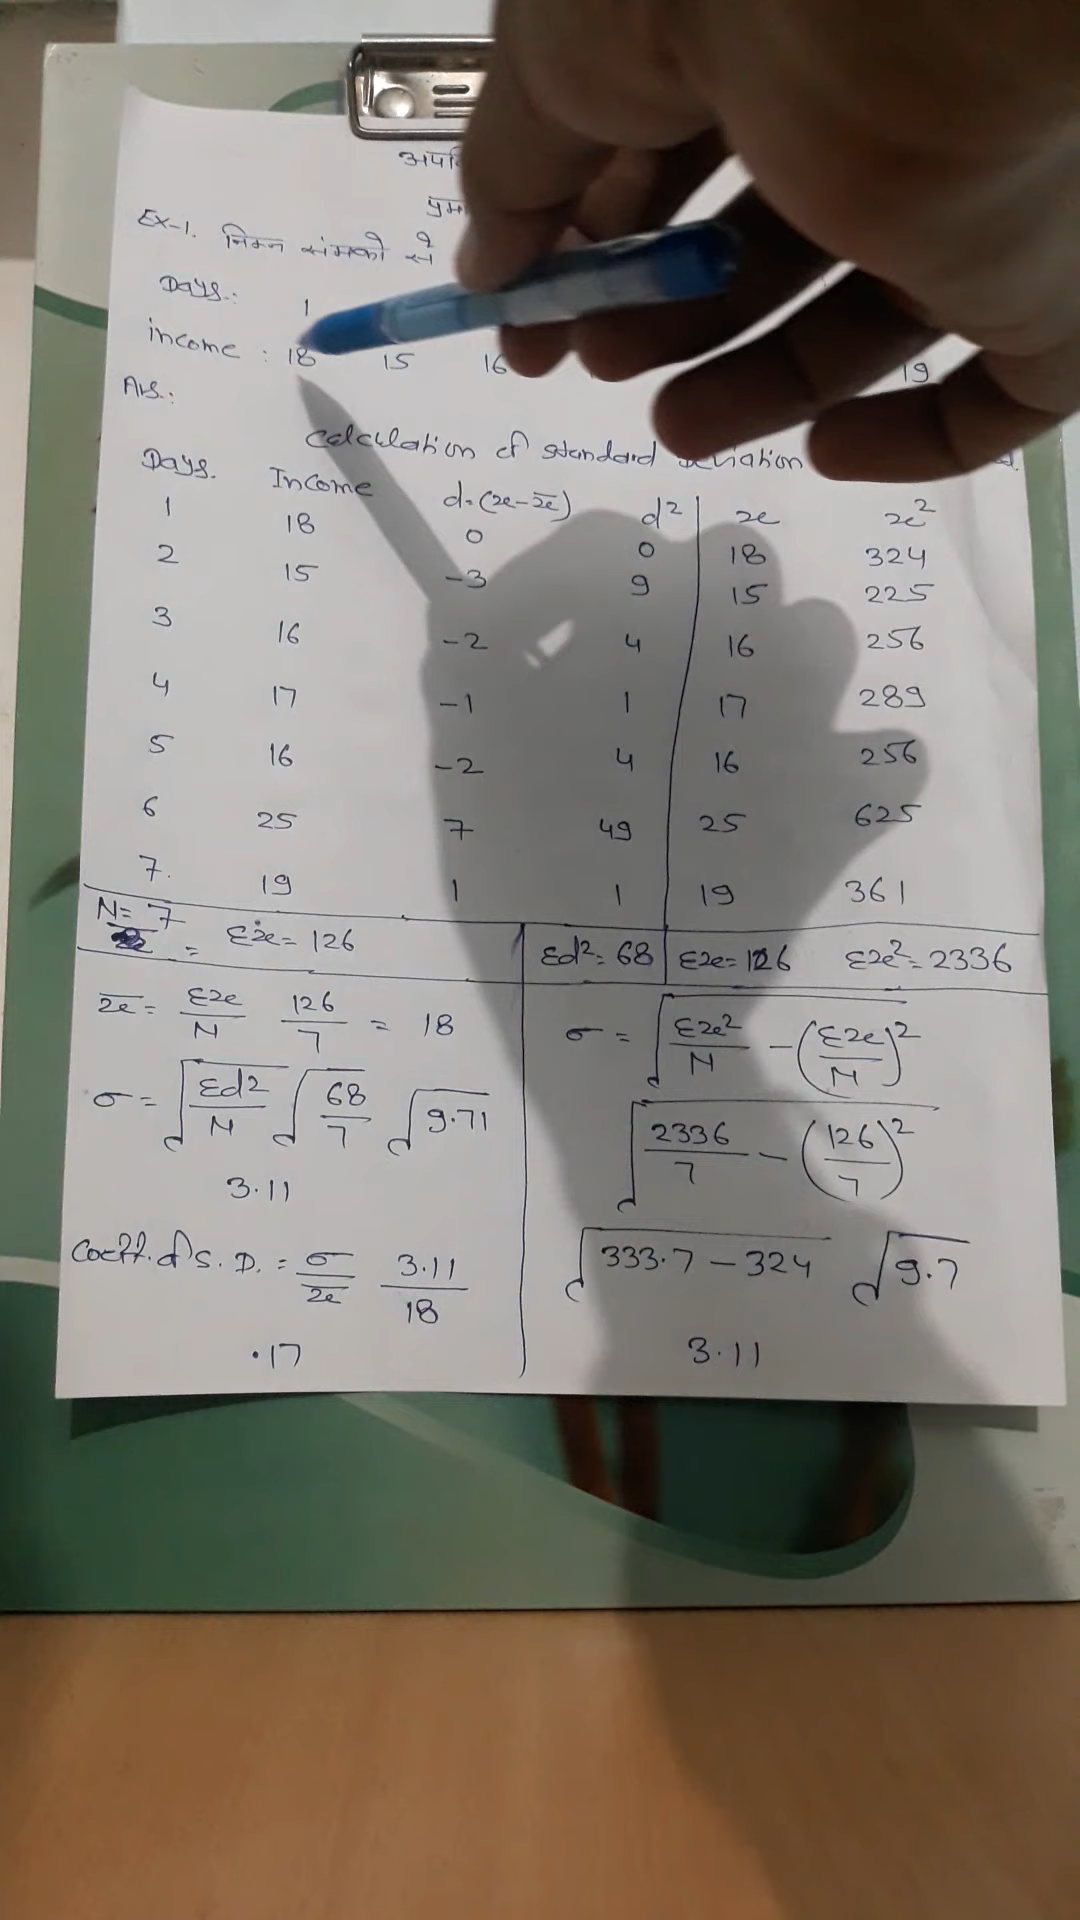 Ex-1. निम्न संमको से
Days: 1
income : 18 15 16 19
Ans.:
Calculation of standard Deviation
Days. Income d=(x-x̄) d² x x²
1 18 0 0 18 324
2 15 -3 9 15 225
3 16 -2 4 16 256
4 17 -1 1 17 289
5 16 -2 4 16 256
6 25 7 49 25 625
7. 19 1 1 19 361
N= 7
= Σx= 126 Σd²= 68 Σx= 126 Σx²= 2336
x̄ = Σx/N 126/7 = 18
σ = √Σd²/N √68/7 √9.71
3.11
Coeff. of S.D. = σ/x̄ 3.11/18
.17
σ = √Σx²/N - (Σx/N)²
√2336/7 - (126/7)²
√333.7 - 324 √9.7
3.11